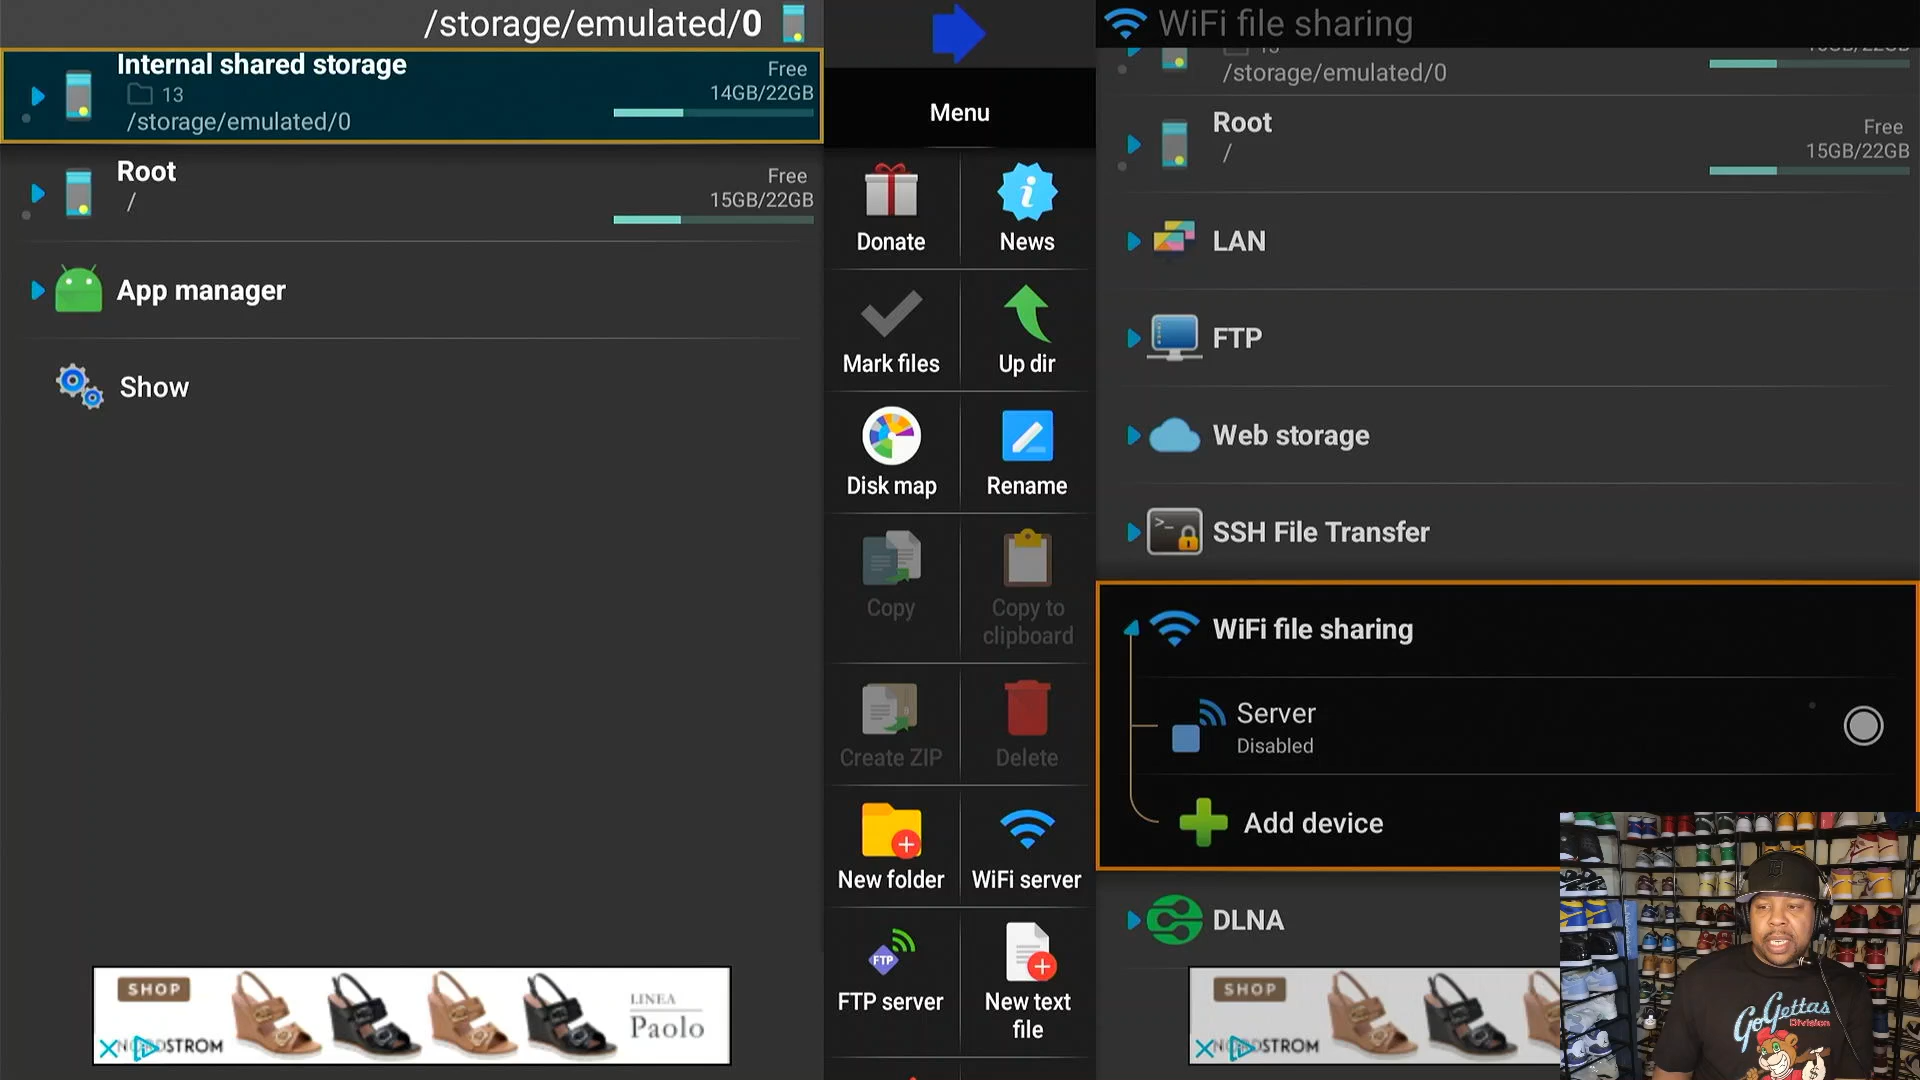 /storage/emulated/0
Internal shared storage
13
/storage/emulated/0
Free
14GB/22GB
Root
/
Free
15GB/22GB
App manager
Show
SHOP
NORDSTROM
LINEA
Paolo
Menu
Donate
News
Mark files
Up dir
Disk map
Rename
Copy
Copy to
clipboard
Create ZIP
Delete
New folder
WiFi server
FTP
FTP server
New text
file
WiFi file sharing
/storage/emulated/0
Root
/
Free
15GB/22GB
LAN
FTP
Web storage
SSH File Transfer
WiFi file sharing
Server
Disabled
Add device
DLNA
SHOP
NORDSTROM
GoGettas
Division